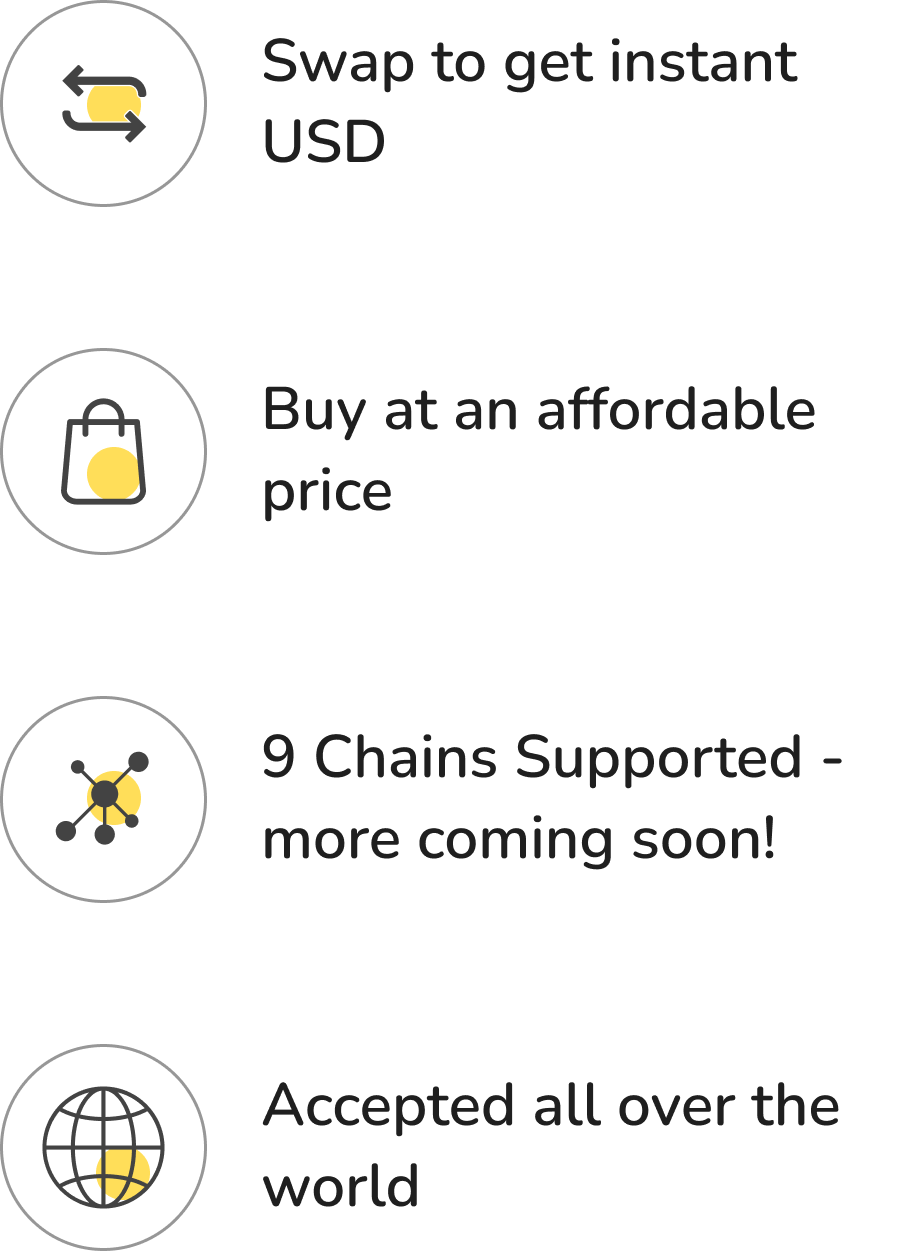 Swap to get instant
USD
Buy at an affordable
price
9 Chains Supported -
more coming soon!
Accepted all over the
world